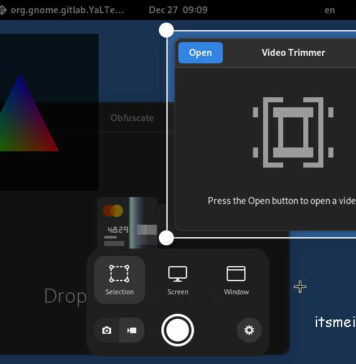 org.gnome.gitlab.YaLTe... Dec 27 09:09 en
Open Video Trimmer
Obfuscate
Press the Open button to open a vide
4829
Selection Screen Window
Drop
itsmei